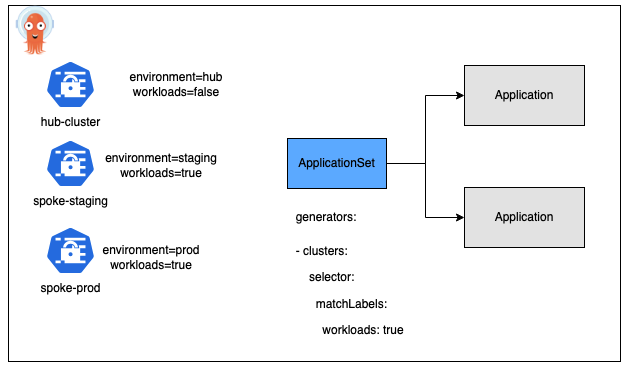 environment=hub
workloads=false
hub-cluster
environment=staging
workloads=true
spoke-staging
environment=prod
workloads=true
spoke-prod
ApplicationSet
generators:
- clusters:
selector:
matchLabels:
workloads: true
Application
Application